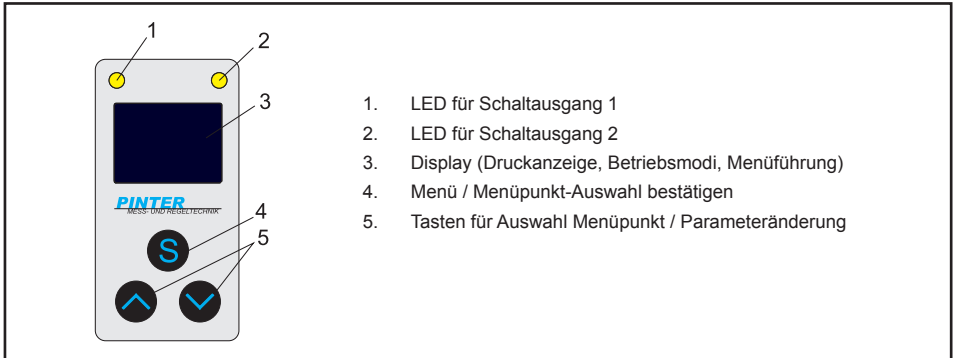 1
2
3
PINTER
MESS- UND REGELTECHNIK
4
S
5
1. LED für Schaltausgang 1
2. LED für Schaltausgang 2
3. Display (Druckanzeige, Betriebsmodi, Menüführung)
4. Menü / Menüpunkt-Auswahl bestätigen
5. Tasten für Auswahl Menüpunkt / Parameteränderung